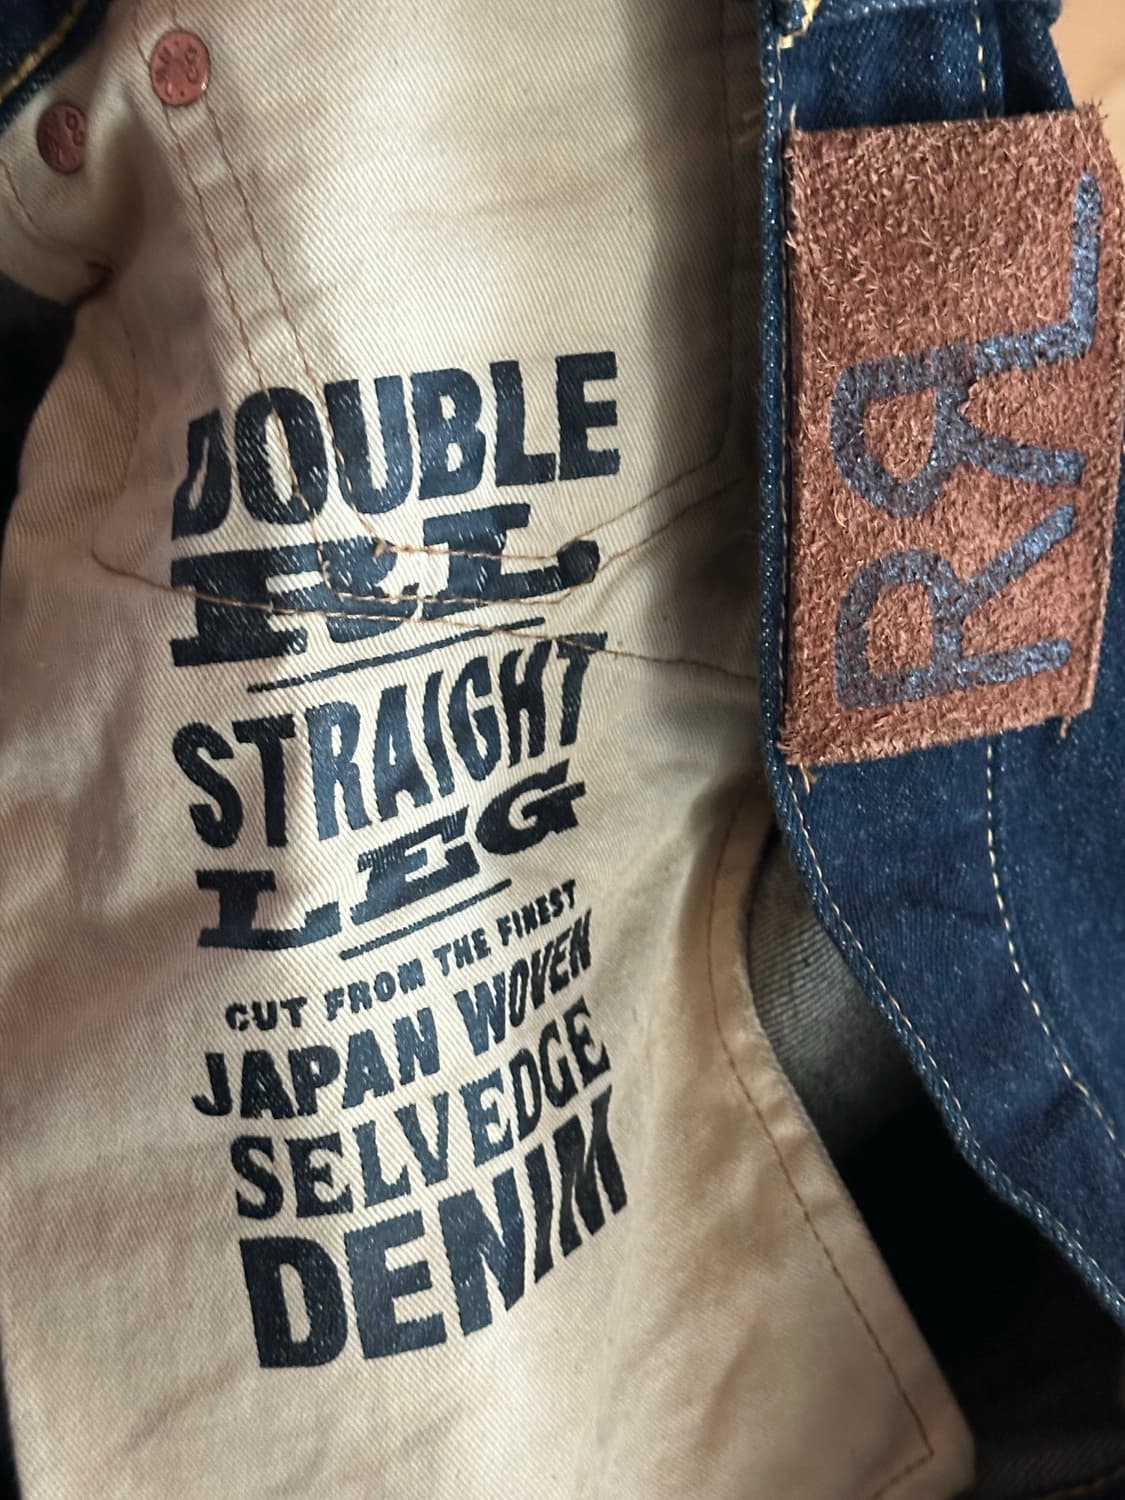 DOUBLE
RL
STRAIGHT
LEG
CUT FROM THE FINEST
JAPAN WOVEN
SELVEDGE
DENIM
RRL